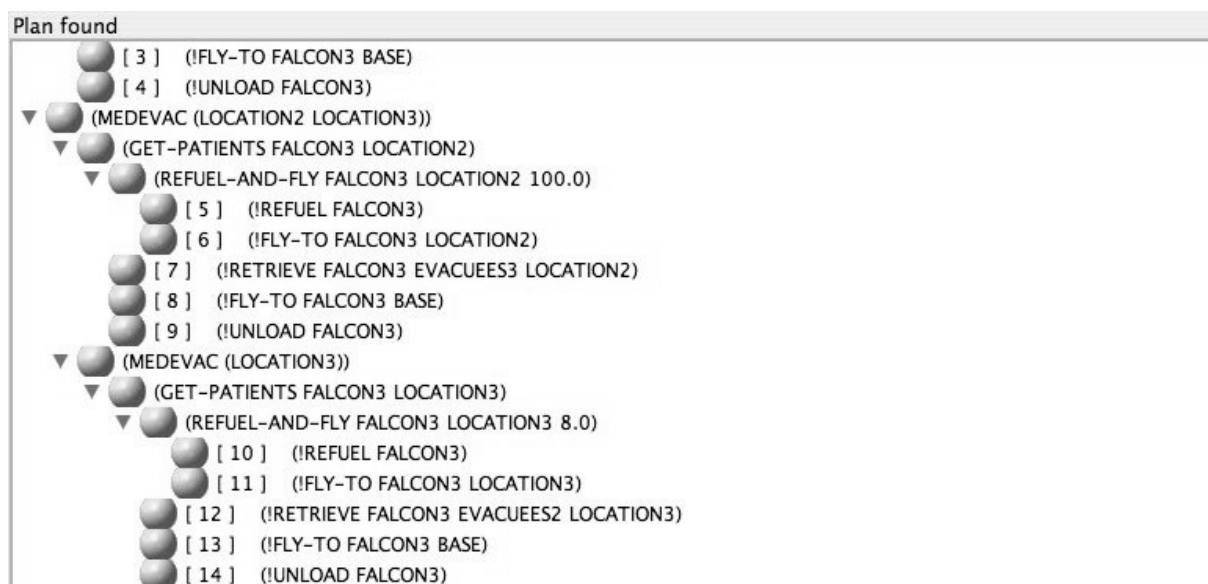 Plan found
[ 3 ] (!FLY-TO FALCON3 BASE)
[ 4 ] (!UNLOAD FALCON3)
(MEDEVAC (LOCATION2 LOCATION3))
(GET-PATIENTS FALCON3 LOCATION2)
(REFUEL-AND-FLY FALCON3 LOCATION2 100.0)
[ 5 ] (!REFUEL FALCON3)
[ 6 ] (!FLY-TO FALCON3 LOCATION2)
[ 7 ] (!RETRIEVE FALCON3 EVACUEES3 LOCATION2)
[ 8 ] (!FLY-TO FALCON3 BASE)
[ 9 ] (!UNLOAD FALCON3)
(MEDEVAC (LOCATION3))
(GET-PATIENTS FALCON3 LOCATION3)
(REFUEL-AND-FLY FALCON3 LOCATION3 8.0)
[ 10 ] (!REFUEL FALCON3)
[ 11 ] (!FLY-TO FALCON3 LOCATION3)
[ 12 ] (!RETRIEVE FALCON3 EVACUEES2 LOCATION3)
[ 13 ] (!FLY-TO FALCON3 BASE)
[ 14 ] (!UNLOAD FALCON3)